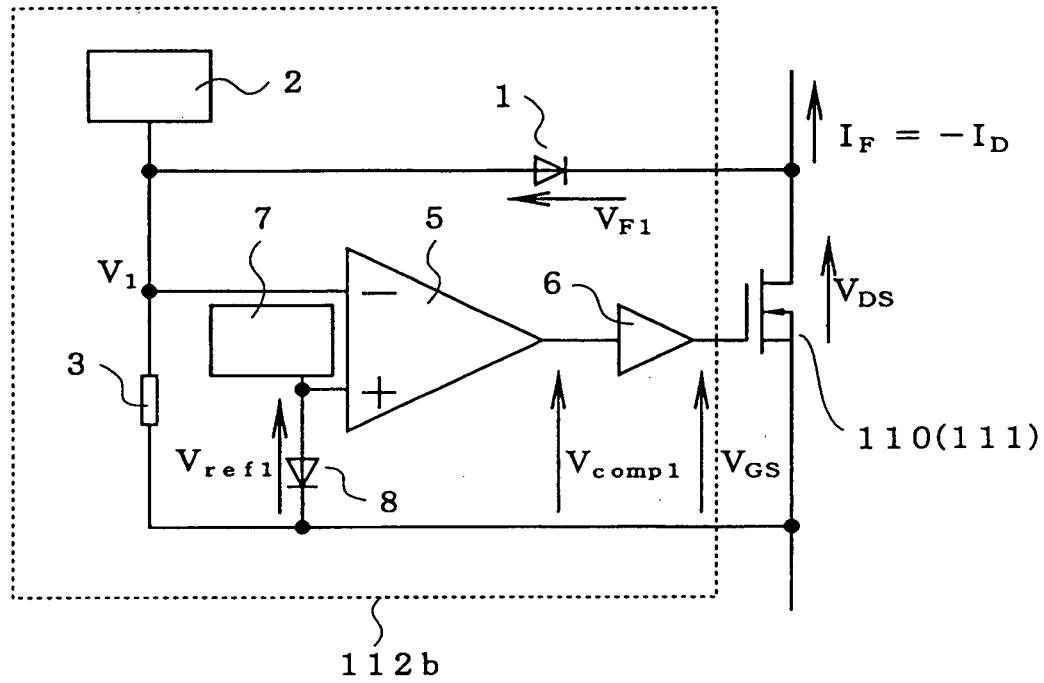 2
1
I_F = −I_D
V_F1
7
5
V_1
6
V_DS
3
−
+
V_ref1
8
V_comp1
V_GS
110(111)
112b